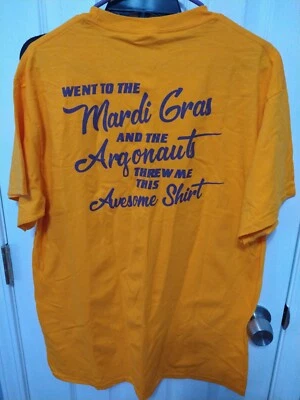 WENT TO THE
Mardi Gras
AND THE
Argonauts
THREW ME
THIS
Awesome Shirt